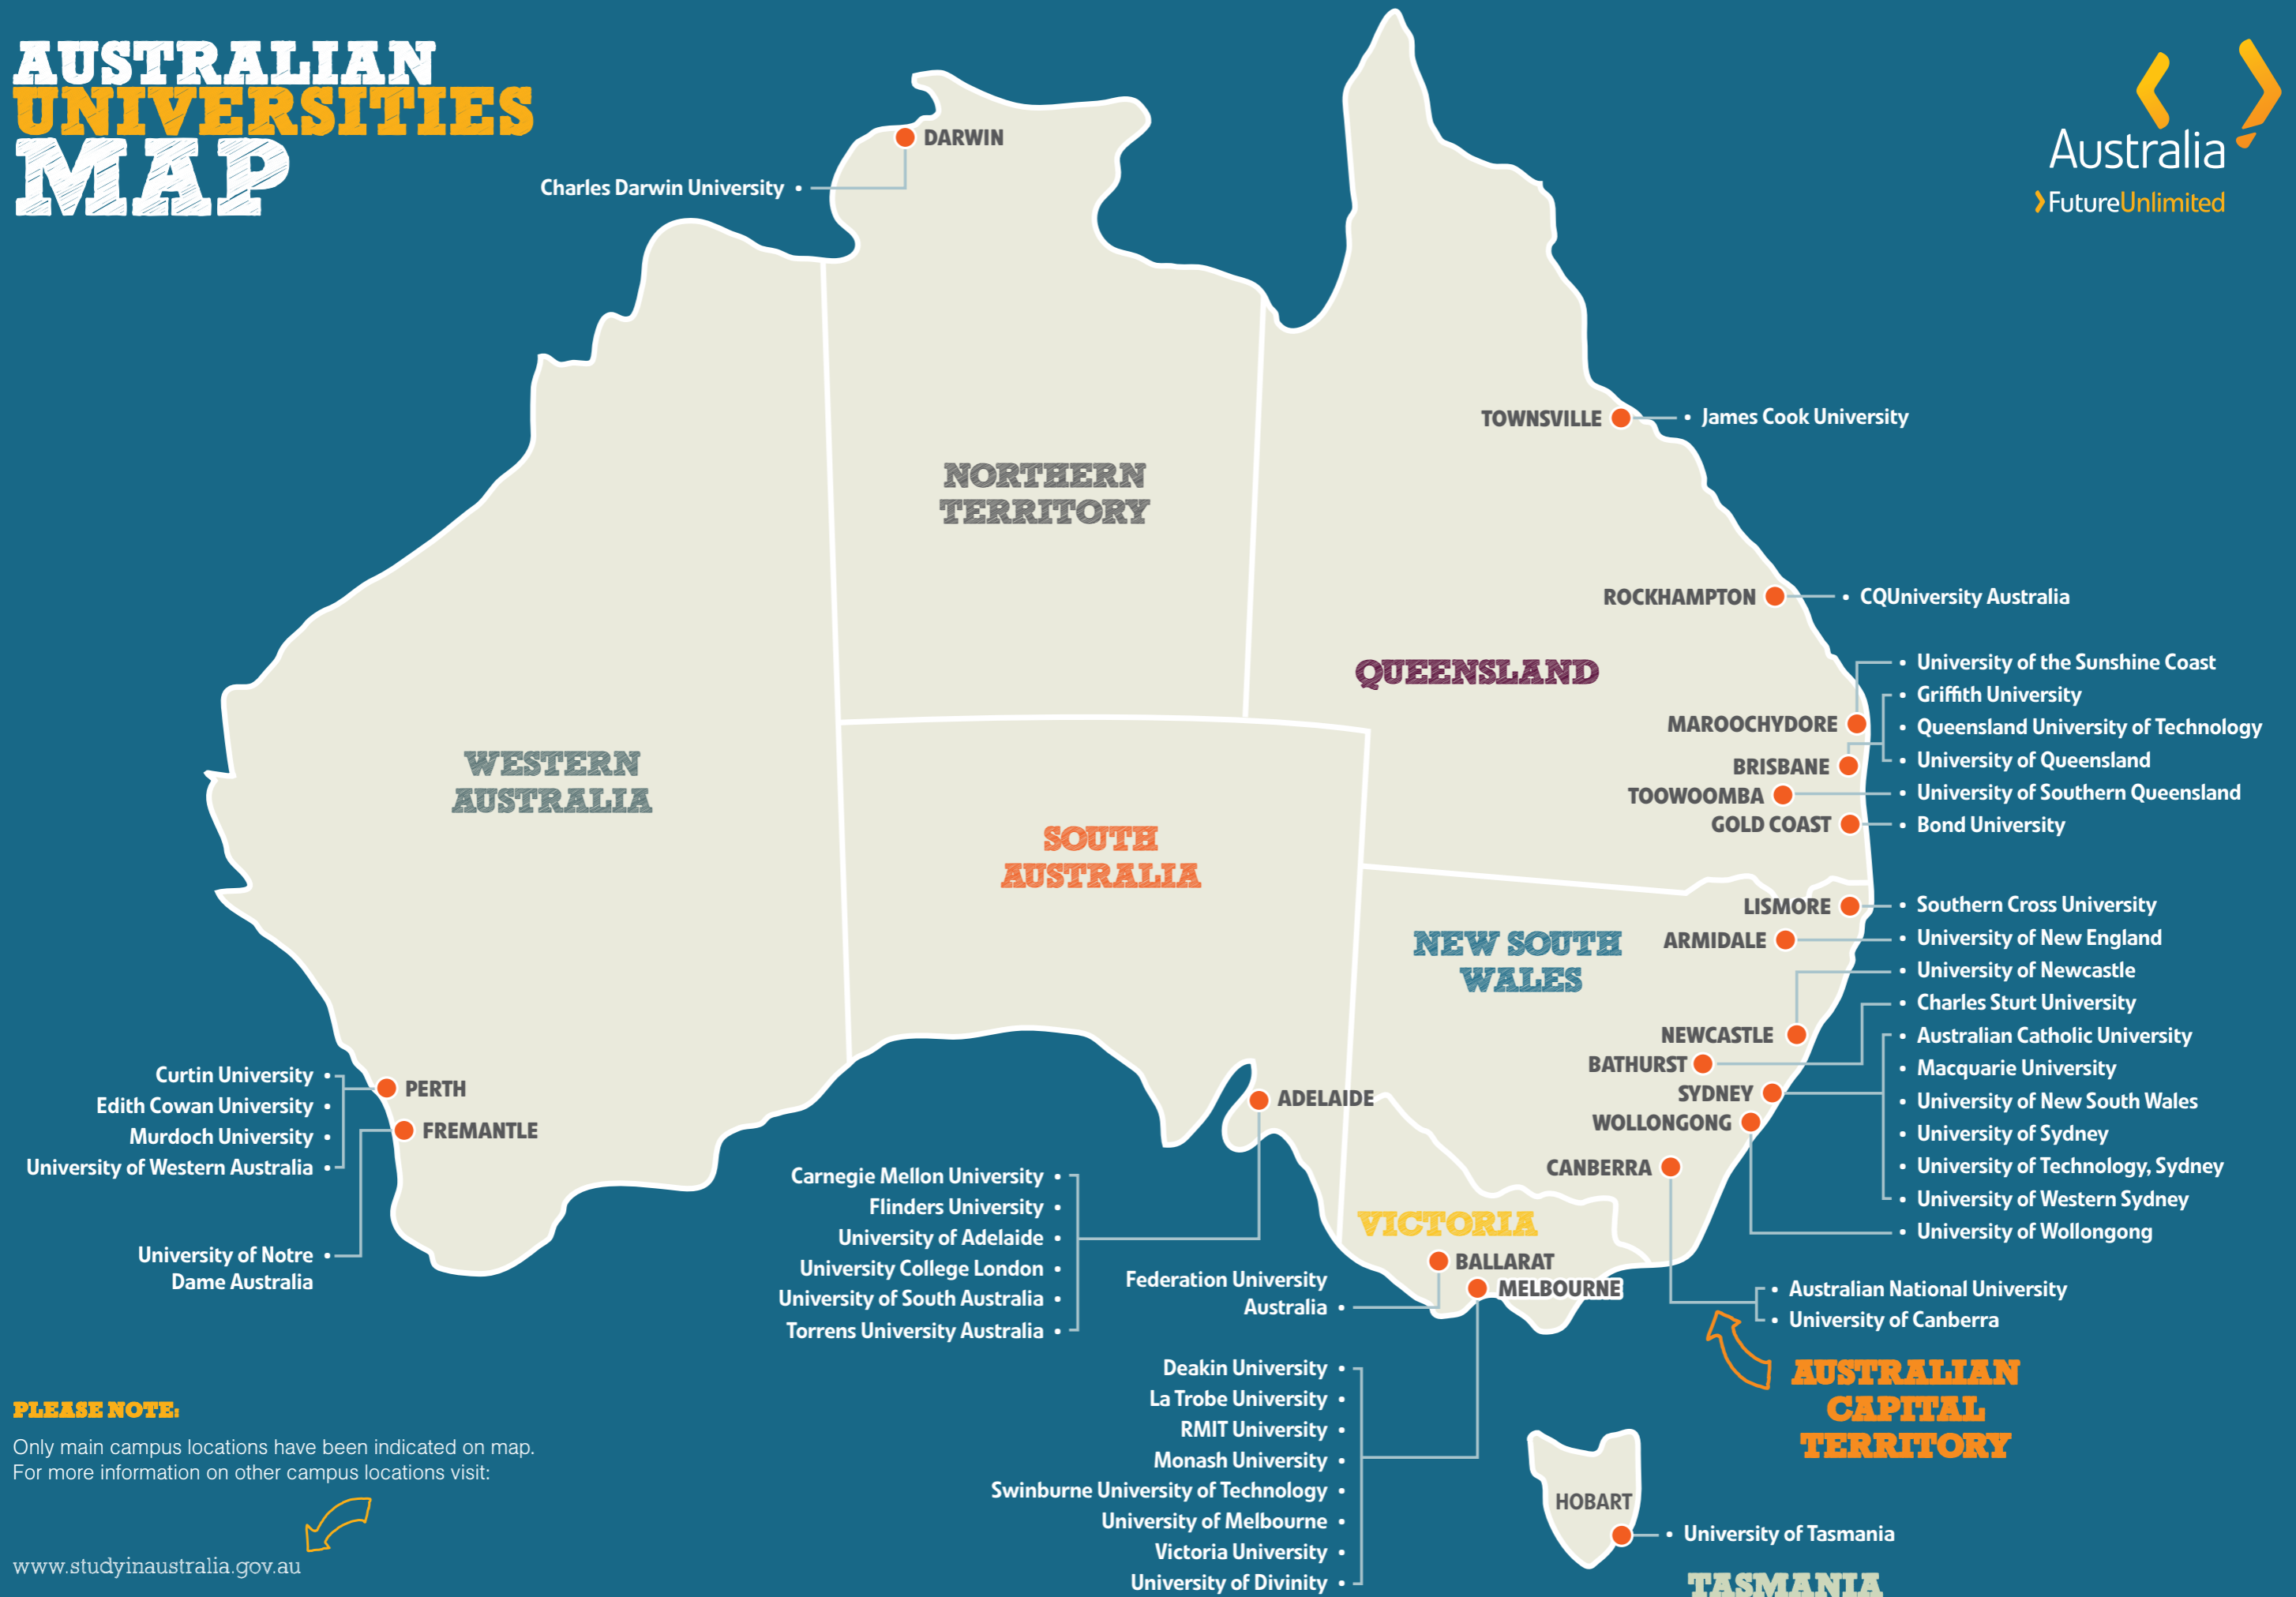 AUSTRALIAN
UNIVERSITIES
MAP
Australia
FutureUnlimited
DARWIN
Charles Darwin University •
TOWNSVILLE
• James Cook University
NORTHERN
TERRITORY
ROCKHAMPTON
• CQUniversity Australia
QUEENSLAND
• University of the Sunshine Coast
• Griffith University
MAROOCHYDORE
• Queensland University of Technology
BRISBANE
• University of Queensland
TOOWOOMBA
• University of Southern Queensland
GOLD COAST
• Bond University
WESTERN
AUSTRALIA
SOUTH
AUSTRALIA
LISMORE
• Southern Cross University
NEW SOUTH
WALES
ARMIDALE
• University of New England
• University of Newcastle
• Charles Sturt University
NEWCASTLE
• Australian Catholic University
BATHURST
• Macquarie University
SYDNEY
• University of New South Wales
WOLLONGONG
• University of Sydney
CANBERRA
• University of Technology, Sydney
• University of Western Sydney
• University of Wollongong
Curtin University •
PERTH
Edith Cowan University •
FREMANTLE
Murdoch University •
University of Western Australia •
University of Notre •
Dame Australia
ADELAIDE
Carnegie Mellon University •
Flinders University •
University of Adelaide •
University College London •
University of South Australia •
Torrens University Australia •
VICTORIA
BALLARAT
Federation University
Australia •
MELBOURNE
• Australian National University
• University of Canberra
AUSTRALIAN
CAPITAL
TERRITORY
Deakin University •
La Trobe University •
RMIT University •
Monash University •
Swinburne University of Technology •
University of Melbourne •
Victoria University •
University of Divinity •
HOBART
• University of Tasmania
TASMANIA
PLEASE NOTE:
Only main campus locations have been indicated on map.
For more information on other campus locations visit:
www.studyinaustralia.gov.au